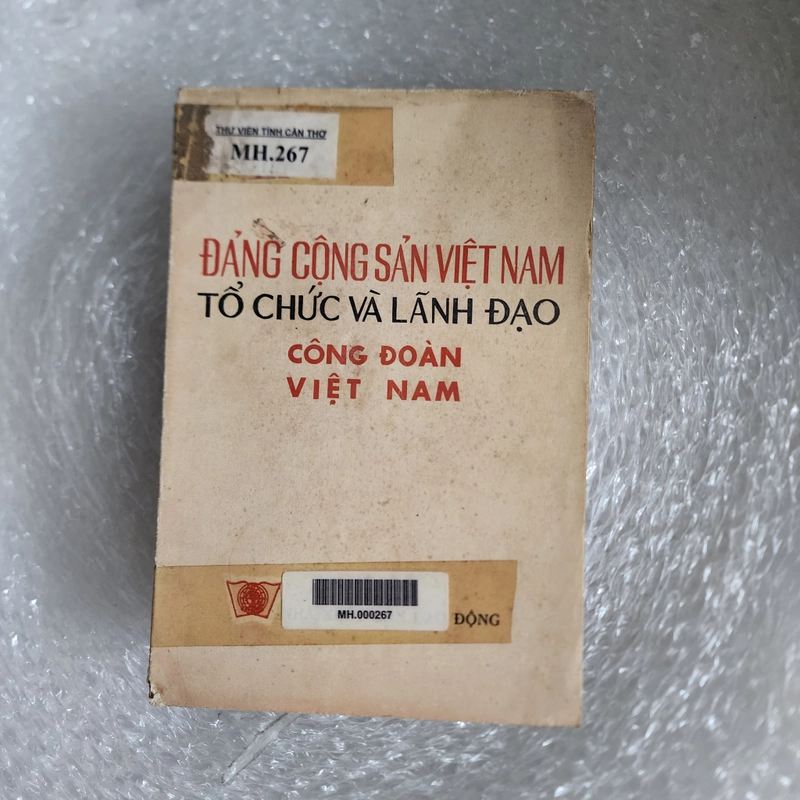 THƯ VIỆN TỈNH CẦN THƠ
MH.267
ĐẢNG CỘNG SẢN VIỆT NAM
TỔ CHỨC VÀ LÃNH ĐẠO
CÔNG ĐOÀN
VIỆT NAM
MH.000267
ĐỘNG